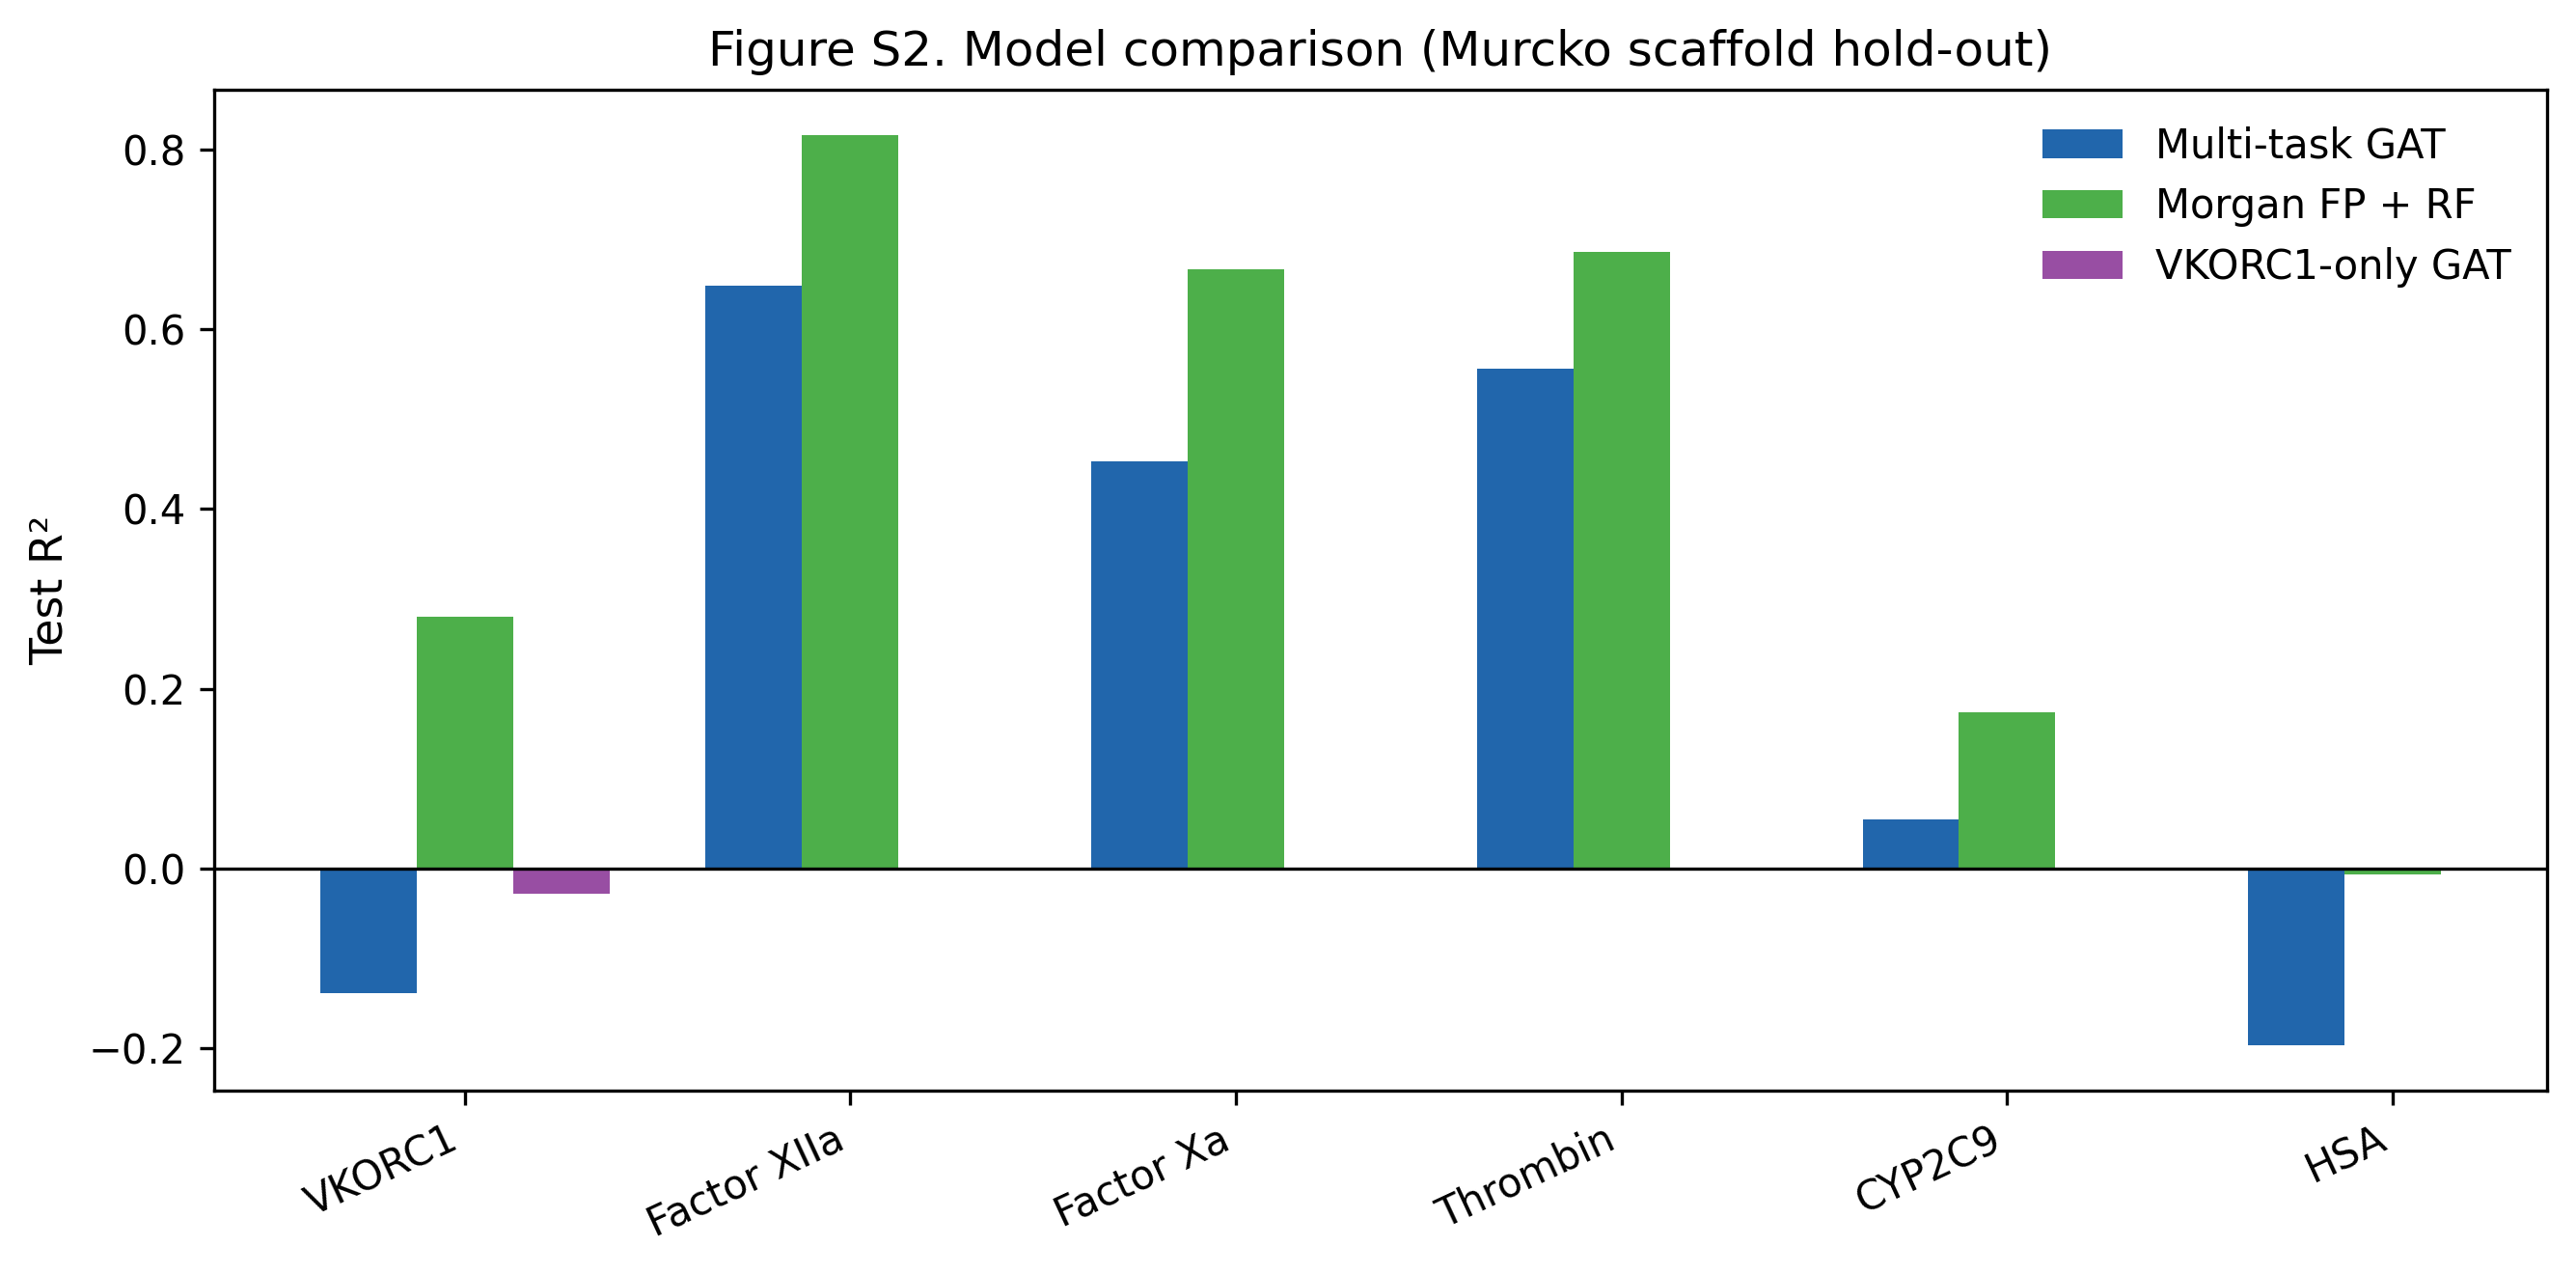 Figure S2. Model comparison (Murcko scaffold hold-out)
Multi-task GAT
Morgan FP + RF
VKORC1-only GAT
Test R²
0.8
0.6
0.4
0.2
0.0
−0.2
VKORC1
Factor XIIa
Factor Xa
Thrombin
CYP2C9
HSA